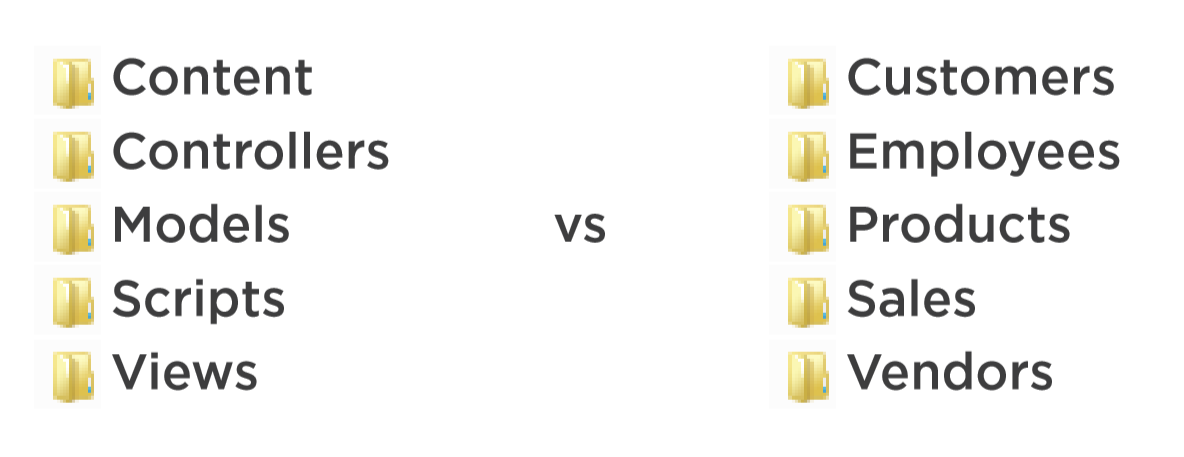 Content
Controllers
Models
Scripts
Views
vs
Customers
Employees
Products
Sales
Vendors